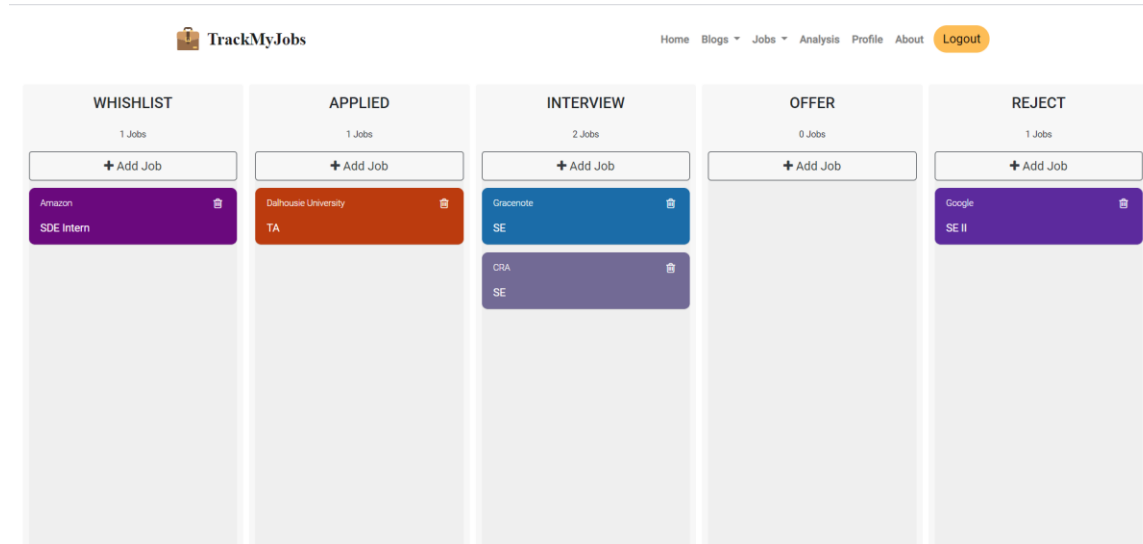 TrackMyJobs
Home Blogs Jobs Analysis Profile About Logout
WHISHLIST
1 Jobs
+ Add Job
Amazon
SDE Intern
APPLIED
1 Jobs
+ Add Job
Dalhousie University
TA
INTERVIEW
2 Jobs
+ Add Job
Gracenote
SE
CRA
SE
OFFER
0 Jobs
+ Add Job
REJECT
1 Jobs
+ Add Job
Google
SE II